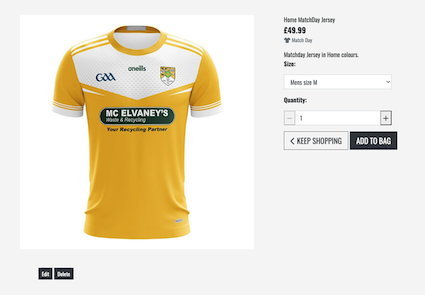 GAA
oneills
MC ELVANEY'S
Waste & Recycling
Your Recycling Partner
Home MatchDay Jersey
£49.99
Match Day
Matchday Jersey in Home colours.
Size:
Mens size M
Quantity:
1
KEEP SHOPPING
ADD TO BAG
Edit
Delete